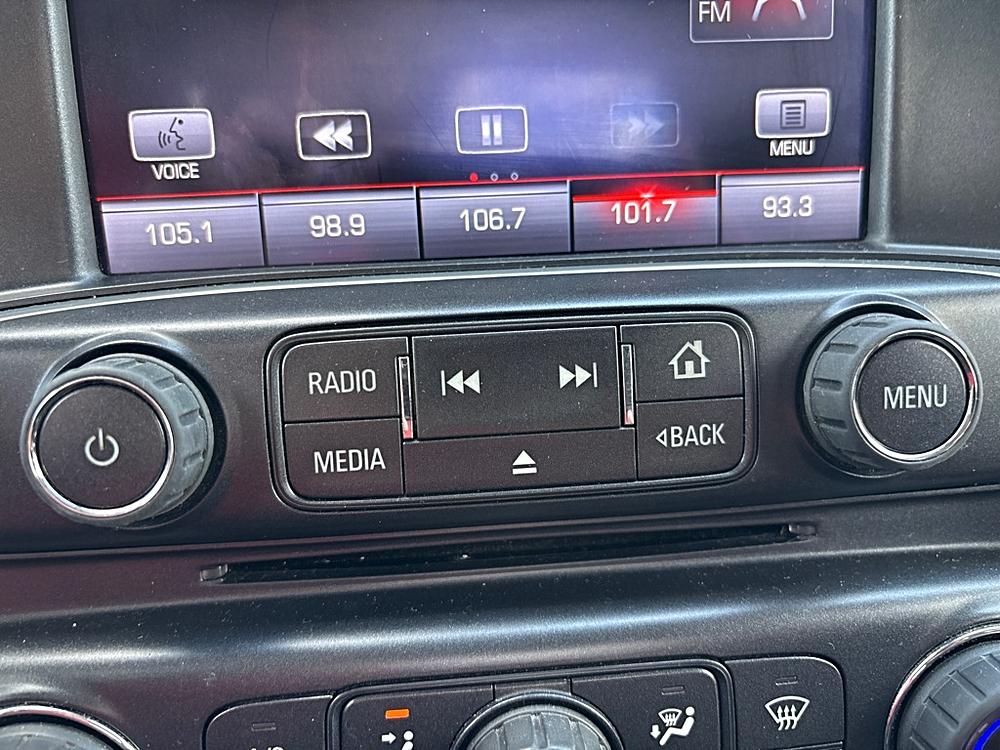 FM
VOICE
MENU
105.1 98.9 106.7 101.7 93.3
RADIO
MENU
MEDIA
BACK